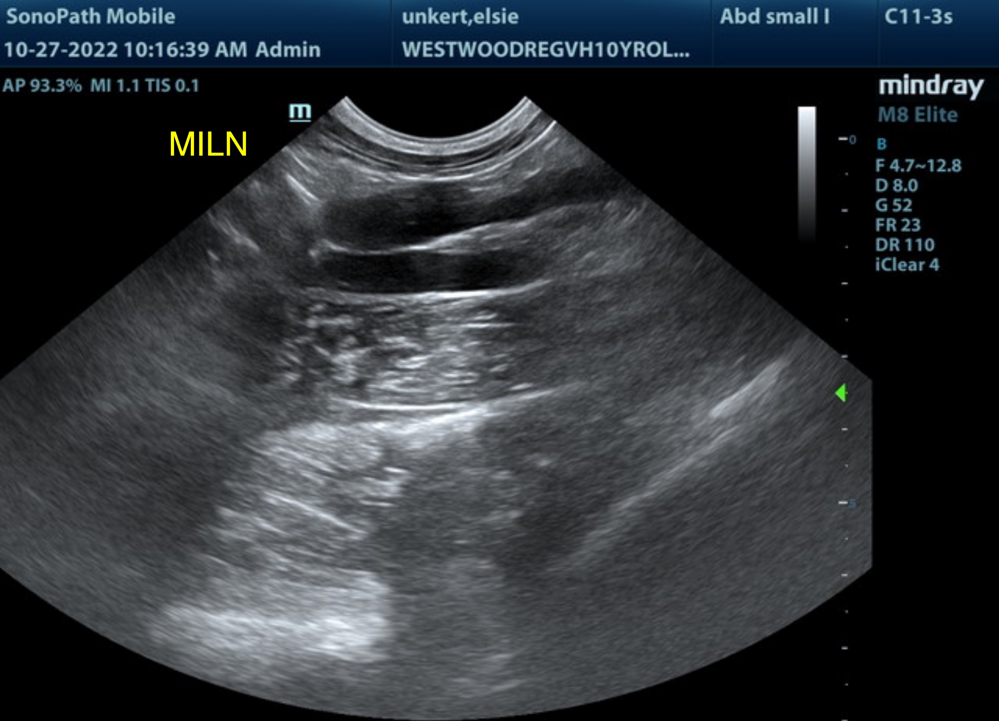 SonoPath Mobile
unkert,elsie
Abd small I
C11-3s
10-27-2022 10:16:39 AM Admin
WESTWOODREGVH10YROL...
AP 93.3% MI 1.1 TIS 0.1
mindray
M8 Elite
m
MILN
0
B
F 4.7~12.8
D 8.0
G 52
FR 23
DR 110
iClear 4
5